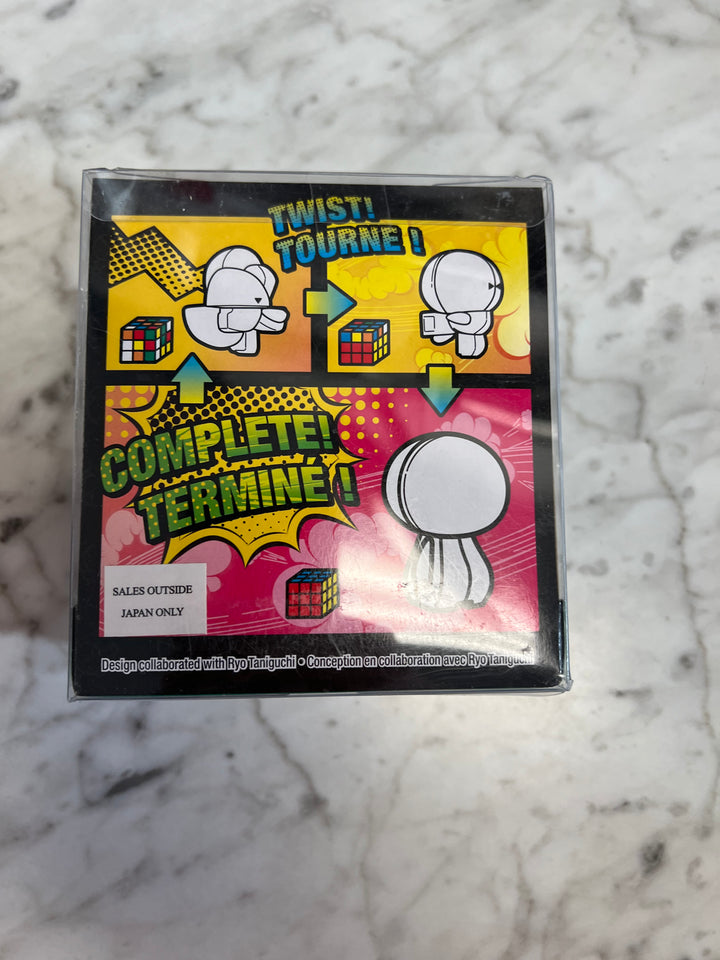 TWIST!
TOURNE !
COMPLETE!
TERMINÉ !
SALES OUTSIDE
JAPAN ONLY
Design collaborated with Ryo Taniguchi • Conception en collaboration avec Ryo Taniguchi